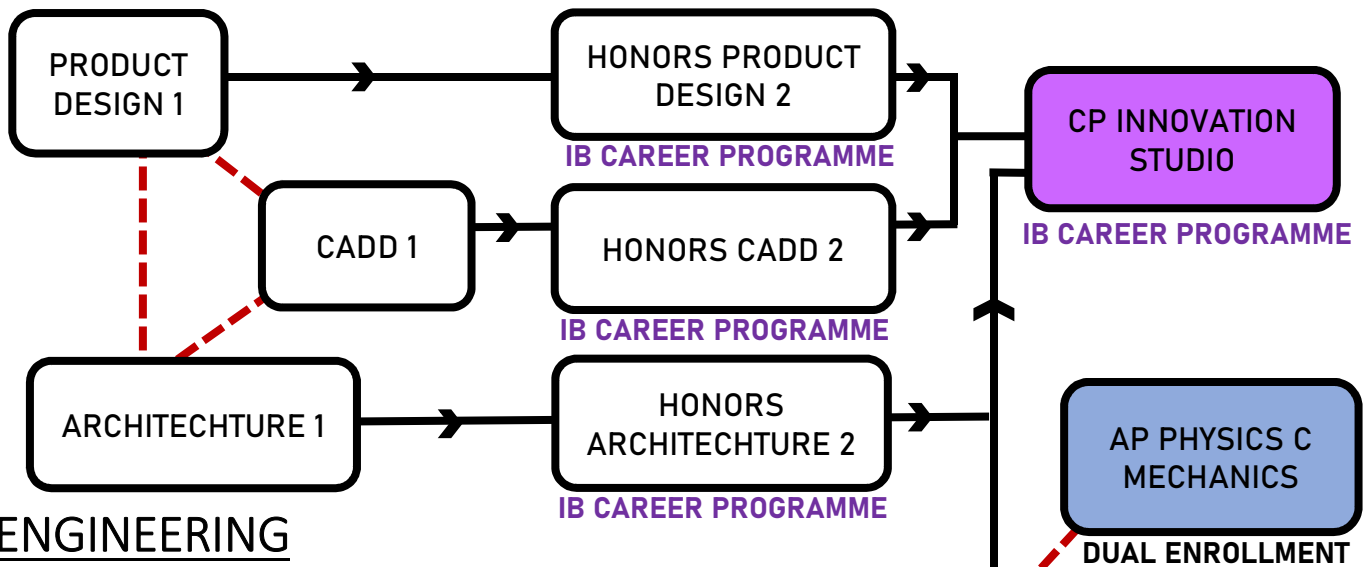 PRODUCT
DESIGN 1
HONORS PRODUCT
DESIGN 2
IB CAREER PROGRAMME
CP INNOVATION
STUDIO
IB CAREER PROGRAMME
CADD 1
HONORS CADD 2
IB CAREER PROGRAMME
ARCHITECHTURE 1
HONORS
ARCHITECHTURE 2
IB CAREER PROGRAMME
AP PHYSICS C
MECHANICS
DUAL ENROLLMENT
ENGINEERING